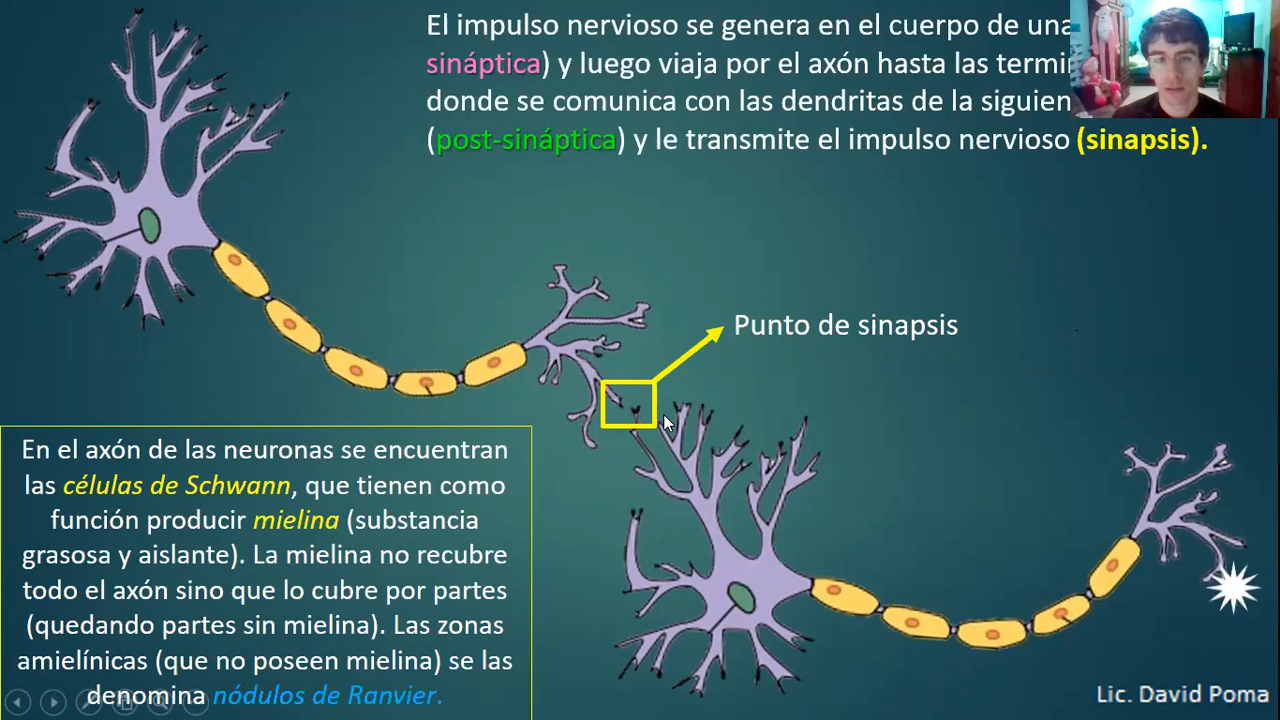 El impulso nervioso se genera en el cuerpo de una
sináptica) y luego viaja por el axón hasta las
donde se comunica con las dendritas de la
(post-sináptica) y le transmite el impulso nervioso (sinapsis).
Punto de sinapsis
En el axón de las neuronas se encuentran
las células de Schwann, que tienen como
función producir mielina (substancia
grasosa y aislante). La mielina no recubre
todo el axón sino que lo cubre por partes
(quedando partes sin mielina). Las zonas
amielínicas (que no poseen mielina) se las
denomina nódulos de Ranvier.
Lic. David Poma